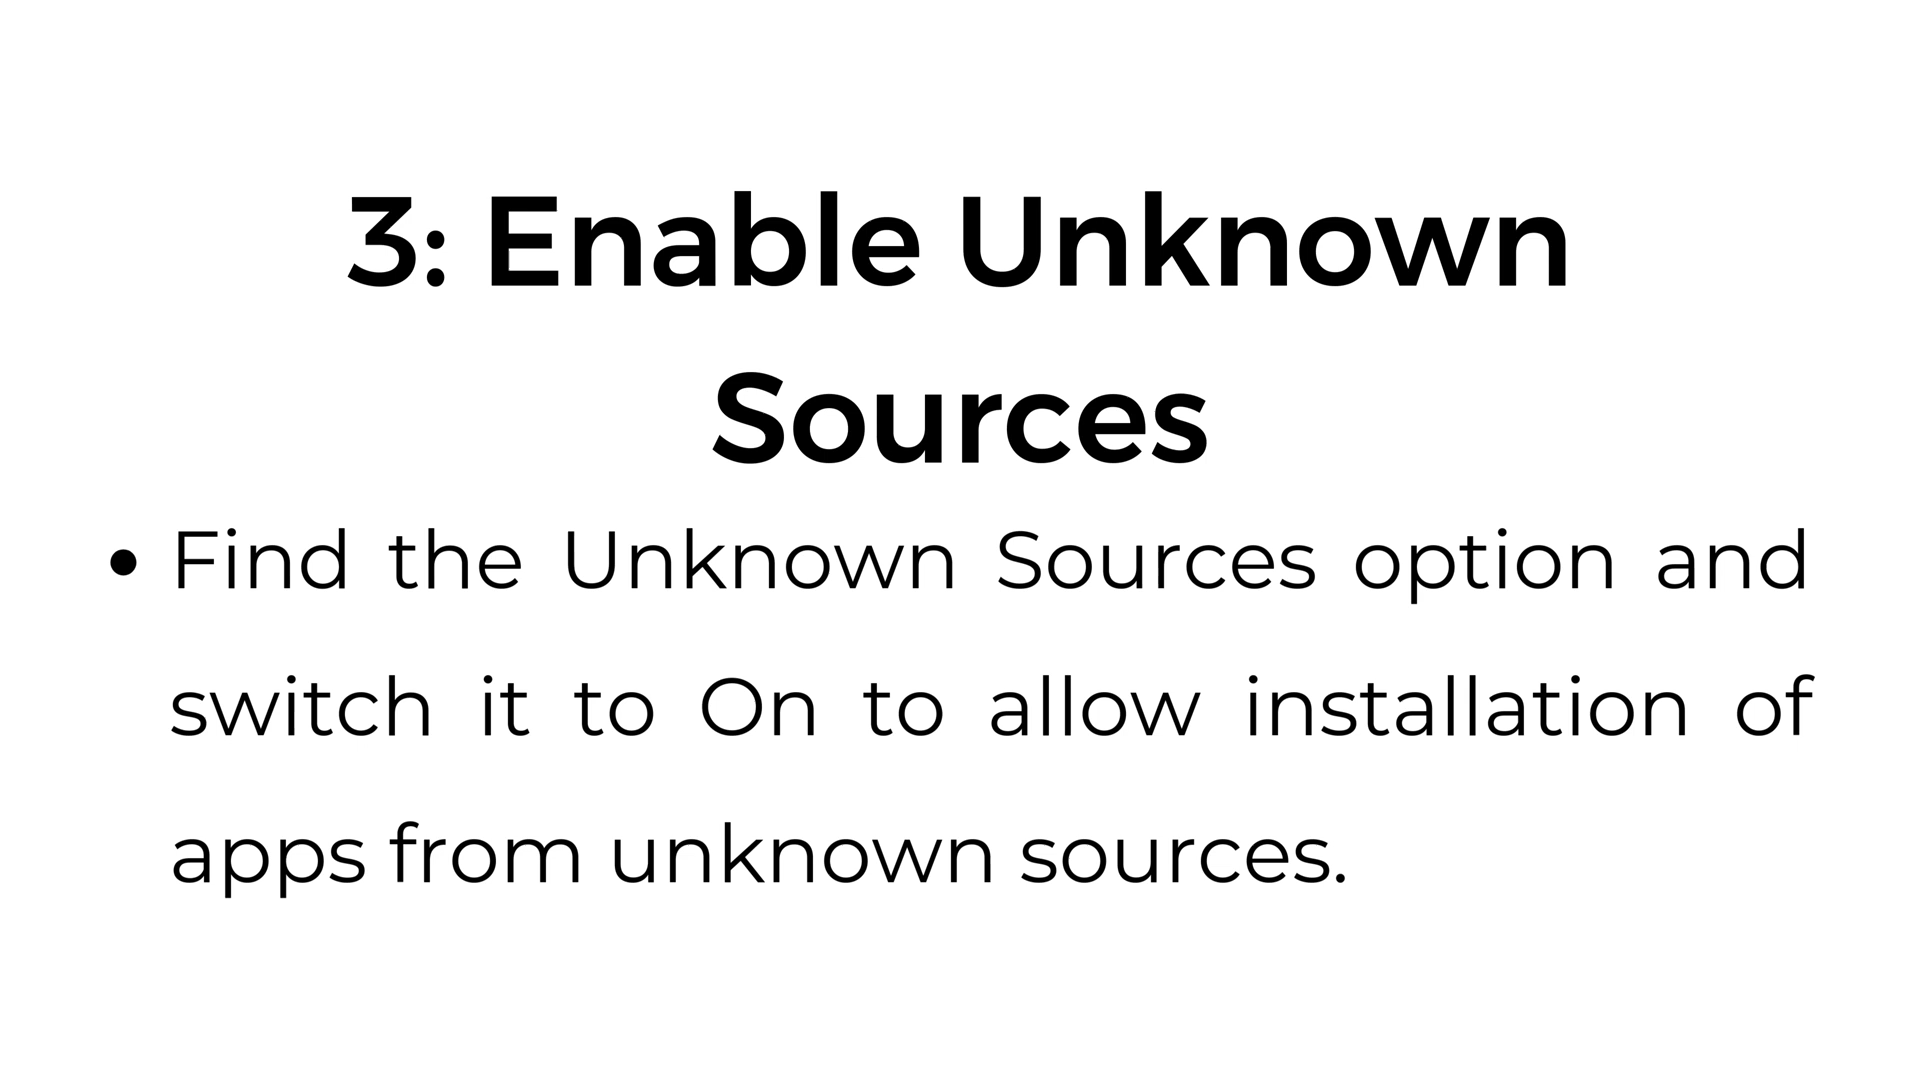 3: Enable Unknown
Sources
• Find the Unknown Sources option and
switch it to On to allow installation of
apps from unknown sources.